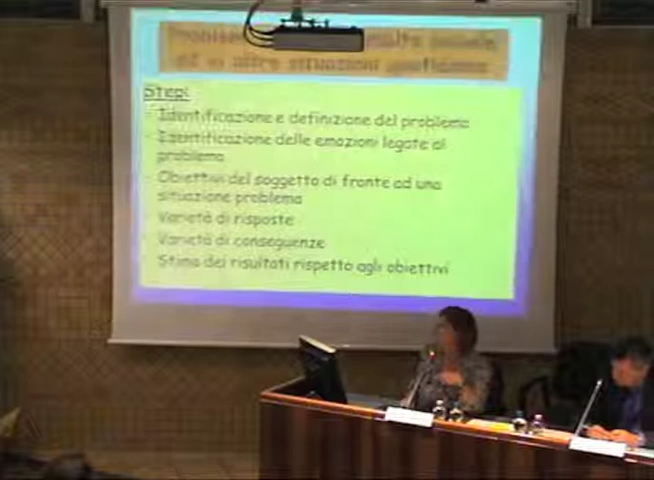 Step:
Identificazione e definizione del problema
Identificazione delle emozioni legate al
problema
Obiettivi del soggetto di fronte ad una
situazione problema
Varietà di risposte
Varietà di conseguenze
Stima dei risultati rispetto agli obiettivi